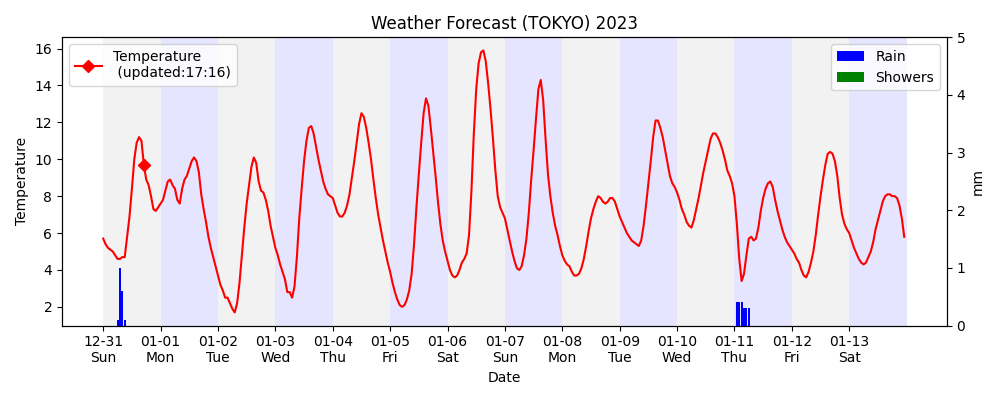 Weather Forecast (TOKYO) 2023
Temperature
(updated:17:16)
Rain
Showers
Temperature
16
14
12
10
8
6
4
2
5
4
3
2
1
0
mm
12-31 01-01 01-02 01-03 01-04 01-05 01-06 01-07 01-08 01-09 01-10 01-11 01-12 01-13
Sun Mon Tue Wed Thu Fri Sat Sun Mon Tue Wed Thu Fri Sat
Date